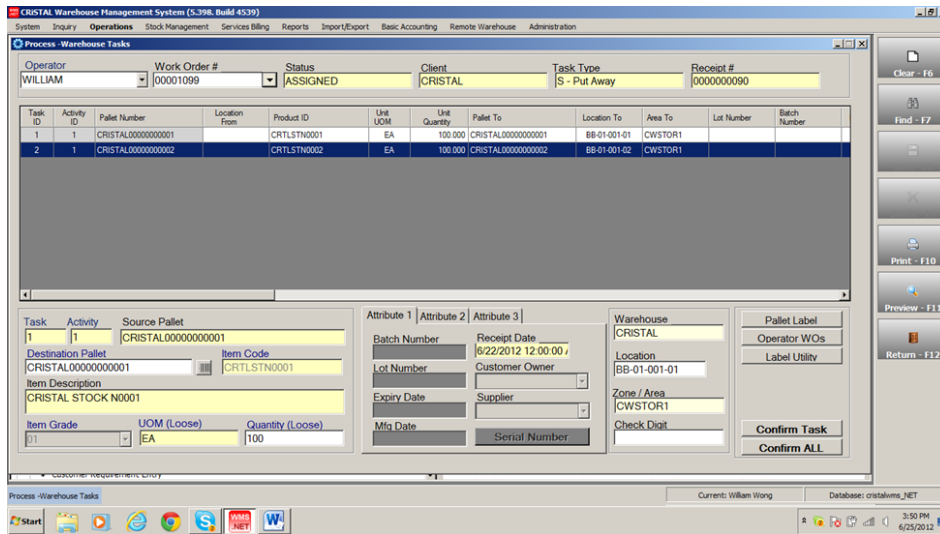 CRiSTAL Warehouse Management System (5.398. Build 4539)
System Inquiry Operations Stock Management Services Billing Reports Import/Export Basic Accounting Remote Warehouse Administration
Process -Warehouse Tasks
Operator Work Order # Status Client Task Type Receipt #
WILLIAM 00001099 ASSIGNED CRISTAL S - Put Away 0000000090
Task ID Activity ID Pallet Number Location From Product ID Unit UOM Unit Quantity Pallet To Location To Area To Lot Number Batch Number
1 1 CRISTAL00000000001 CRTLSTN0001 EA 100.000 CRISTAL00000000001 BB-01-001-01 CWSTOR1
2 1 CRISTAL00000000002 CRTLSTN0002 EA 100.000 CRISTAL00000000002 BB-01-001-02 CWSTOR1
Task Activity Source Pallet
1 1 CRISTAL00000000001
Destination Pallet Item Code
CRISTAL00000000001 CRTLSTN0001
Item Description
CRISTAL STOCK N0001
Item Grade UOM (Loose) Quantity (Loose)
01 EA 100
Attribute 1 Attribute 2 Attribute 3
Batch Number Receipt Date
6/22/2012 12:00:00
Lot Number Customer Owner
Expiry Date Supplier
Mfg Date
Serial Number
Warehouse
CRISTAL
Location
BB-01-001-01
Zone / Area
CWSTOR1
Check Digit
Pallet Label
Operator WOs
Label Utility
Confirm Task
Confirm ALL
Clear - F6
Find - F7
Print - F10
Preview - F11
Return - F12
Customer Requirement Entry
Process -Warehouse Tasks Current: William Wong Database: cristalwms_NET
Start WMS .NET W 3:50 PM
6/25/2012